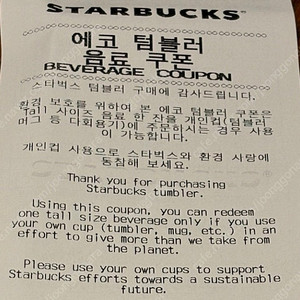 STARBUCKS
에코 텀블러
음료 쿠폰
BEVERAGE COUPON
스타벅스 텀블러 구매에 감사드립니다.
환경 보호를 위하여 본 에코 텀블러 쿠폰은
Tall 사이즈 음료 한 잔을 개인컵(텀블러
머그 등 다회용기)에 주문하시는 경우 사용
이 가능합니다.
개인컵 사용으로 스타벅스와 환경 사랑에
동참해 보세요.
Thank you for purchasing
Starbucks tumbler.
Using this coupon, you can redeem
one tall size beverage only if you use
your own cup (tumbler, mug, etc.) in an
effort to give more than we take from
the planet.
Please use your own cups to support
Starbucks efforts towards a sustainable
future.